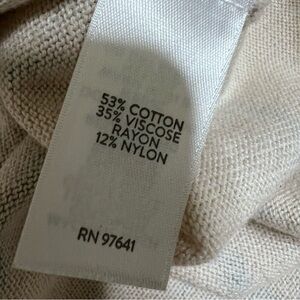 53% COTTON
35% VISCOSE
RAYON
12% NYLON
RN 97641